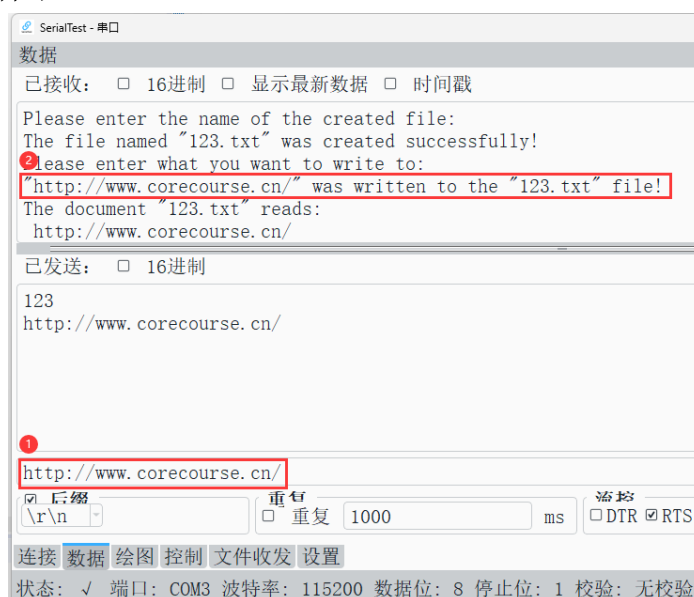 SerialTest - 串口
数据
已接收： 16进制 显示最新数据 时间戳
Please enter the name of the created file:
The file named "123.txt" was created successfully!
2
lease enter what you want to write to:
"http://www.corecourse.cn/" was written to the "123.txt" file!
The document "123.txt" reads:
http://www.corecourse.cn/
已发送： 16进制
123
http://www.corecourse.cn/
1
http://www.corecourse.cn/
后缀 重复 流控
\r\n 重复 1000 ms DTR RTS
连接 数据 绘图 控制 文件收发 设置
状态: √ 端口: COM3 波特率: 115200 数据位: 8 停止位: 1 校验: 无校验